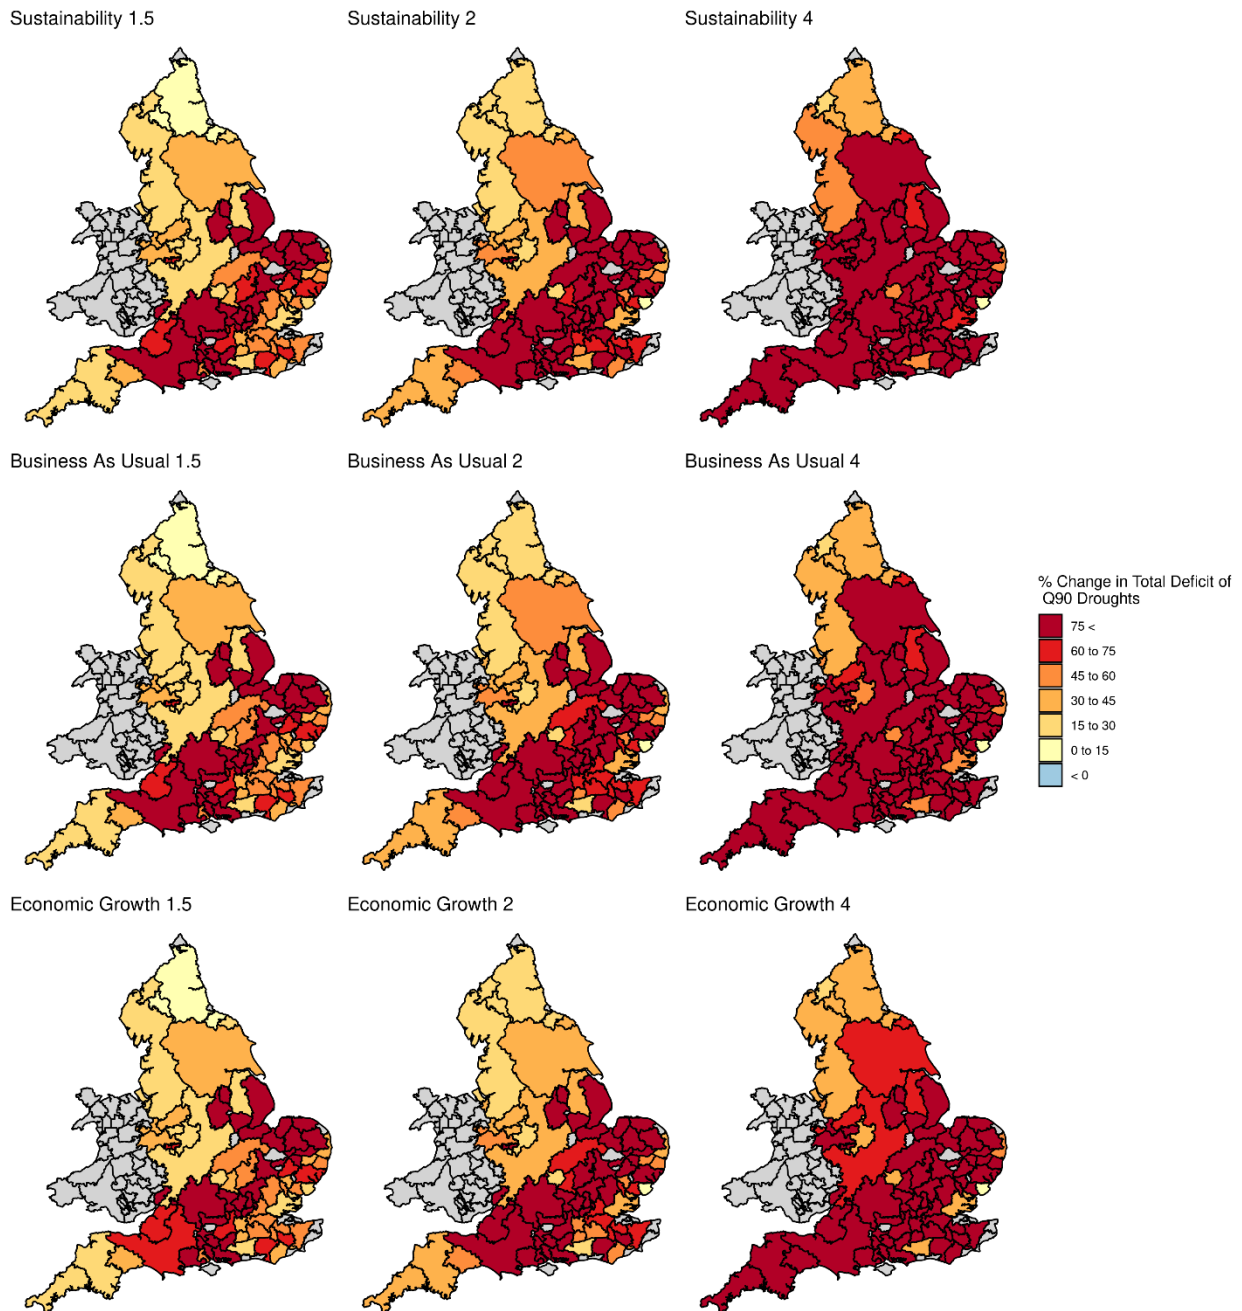 Sustainability 1.5
Sustainability 2
Sustainability 4
Business As Usual 1.5
Business As Usual 2
Business As Usual 4
% Change in Total Deficit of
Q90 Droughts
75 <
60 to 75
45 to 60
30 to 45
15 to 30
0 to 15
< 0
Economic Growth 1.5
Economic Growth 2
Economic Growth 4